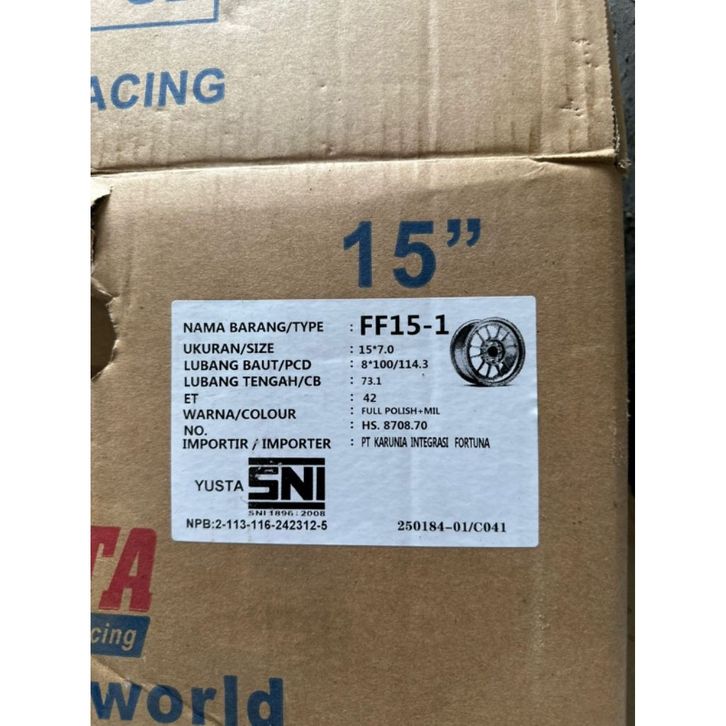 ACING
15”
NAMA BARANG/TYPE : FF15-1
UKURAN/SIZE : 15*7.0
LUBANG BAUT/PCD : 8*100/114.3
LUBANG TENGAH/CB : 73.1
ET : 42
WARNA/COLOUR : FULL POLISH+MIL
NO. : HS. 8708.70
IMPORTIR / IMPORTER : PT KARUNIA INTEGRASI FORTUNA
YUSTA SNI
SNI 1896:2008
NPB:2-113-116-242312-5 250184-01/C041
TA
cing
world